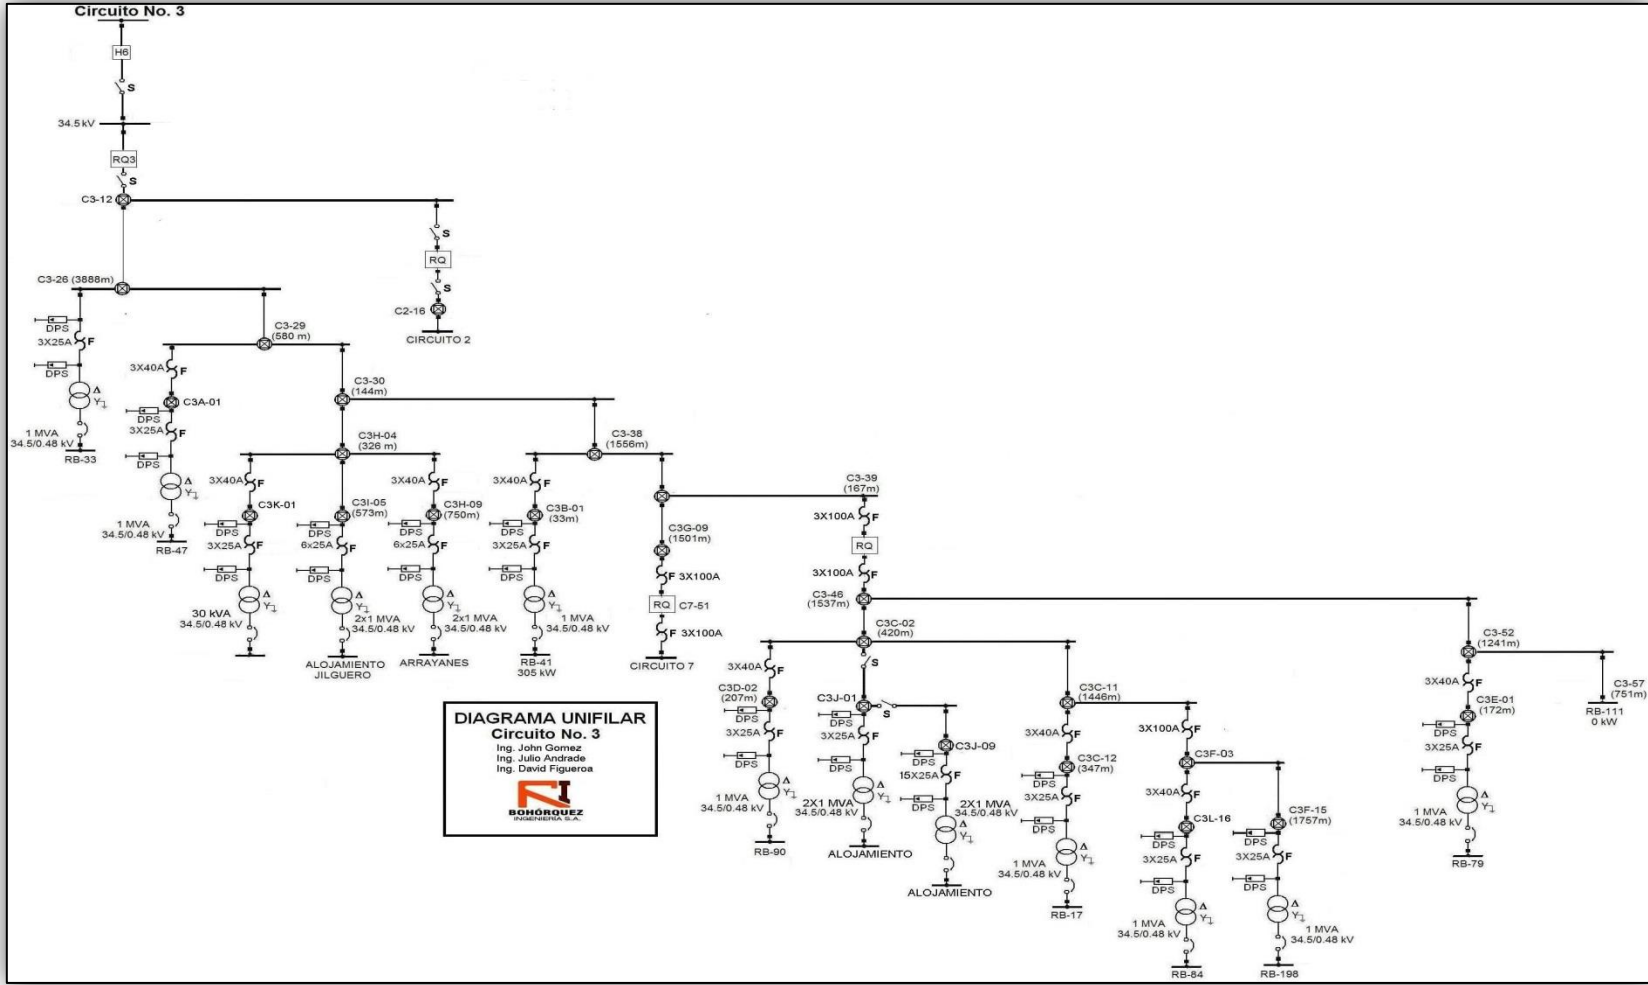 Circuito No. 3
H6
S
34.5 kV
RQ3
S
C3-12
S
RQ
S
C2-16
CIRCUITO 2
C3-26 (3888m)
DPS
3X25A
F
DPS
Δ
Y
1 MVA
34.5/0.48 kV
RB-33
C3-29
(580 m)
3X40A
F
C3A-01
DPS
3X25A
F
DPS
Δ
Y
1 MVA
34.5/0.48 kV
RB-47
C3-30
(144m)
C3H-04
(326 m)
3X40A
F
C3K-01
DPS
3X25A
F
DPS
Δ
Y
30 kVA
34.5/0.48 kV
C3I-05
(573m)
DPS
6x25A
F
DPS
Δ
Y
2x1 MVA
34.5/0.48 kV
ALOJAMIENTO
JILGUERO
3X40A
F
C3H-09
(750m)
DPS
6x25A
F
DPS
Δ
Y
2x1 MVA
34.5/0.48 kV
ARRAYANES
C3-38
(1556m)
3X40A
F
C3B-01
(33m)
DPS
3X25A
F
DPS
Δ
Y
1 MVA
34.5/0.48 kV
RB-41
305 kW
C3G-09
(1501m)
F 3X100A
RQ C7-51
F 3X100A
CIRCUITO 7
C3-39
(167m)
3X100A
F
RQ
3X100A
F
C3-46
(1537m)
C3C-02
(420m)
3X40A
F
C3D-02
(207m)
DPS
3X25A
F
DPS
Δ
Y
1 MVA
34.5/0.48 kV
RB-90
S
C3J-01
S
DPS
3X25A
F
DPS
Δ
Y
2X1 MVA
34.5/0.48 kV
ALOJAMIENTO
C3J-09
DPS
15X25A
F
DPS
Δ
Y
2X1 MVA
34.5/0.48 kV
ALOJAMIENTO
C3C-11
(1446m)
3X40A
F
C3C-12
(347m)
DPS
3X25A
F
DPS
Δ
Y
1 MVA
34.5/0.48 kV
RB-17
3X100A
F
C3F-03
3X40A
F
C3L-16
DPS
3X25A
F
DPS
Δ
Y
1 MVA
34.5/0.48 kV
RB-84
C3F-15
(1757m)
DPS
3X25A
F
DPS
Δ
Y
1 MVA
34.5/0.48 kV
RB-198
C3-52
(1241m)
3X40A
F
C3E-01
(172m)
DPS
3X25A
F
DPS
Δ
Y
1 MVA
34.5/0.48 kV
RB-79
C3-57
(751m)
RB-111
0 kW
DIAGRAMA UNIFILAR
Circuito No. 3
Ing. John Gomez
Ing. Julio Andrade
Ing. David Figueroa
BOHÓRQUEZ
INGENIERÍA S.A.